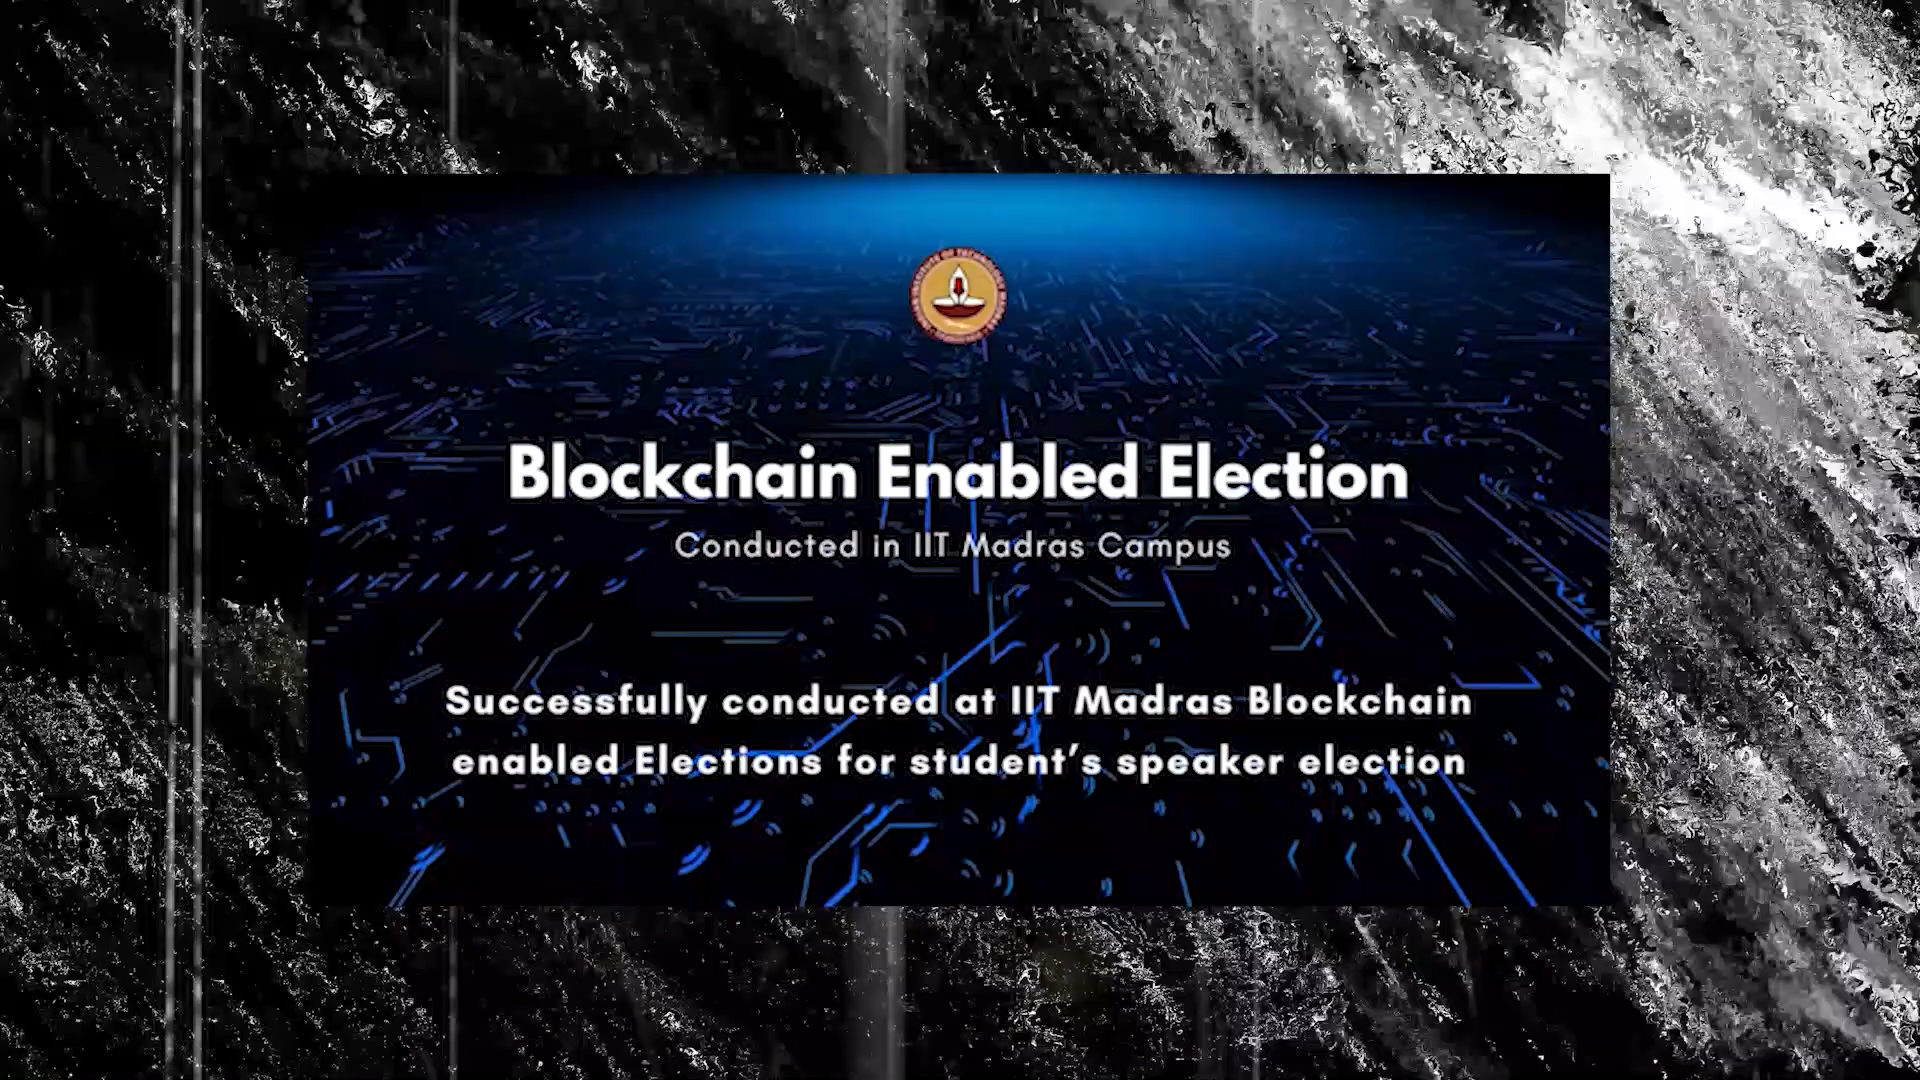 Blockchain Enabled Election
Conducted in IIT Madras Campus
Successfully conducted at IIT Madras Blockchain
enabled Elections for student's speaker election